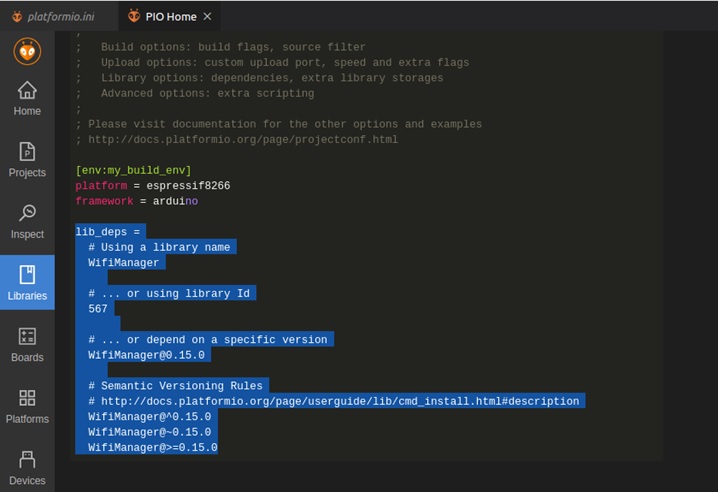 platformio.ini
PIO Home
Home
Projects
Inspect
Libraries
Boards
Platforms
Devices
;
;   Build options: build flags, source filter
;   Upload options: custom upload port, speed and extra flags
;   Library options: dependencies, extra library storages
;   Advanced options: extra scripting
;
; Please visit documentation for the other options and examples
; http://docs.platformio.org/page/projectconf.html
[env:my_build_env]
platform = espressif8266
framework = arduino
lib_deps =
# Using a library name
WifiManager
# ... or using library Id
567
# ... or depend on a specific version
WifiManager@0.15.0
# Semantic Versioning Rules
# http://docs.platformio.org/page/userguide/lib/cmd_install.html#description
WifiManager@^0.15.0
WifiManager@~0.15.0
WifiManager@>=0.15.0